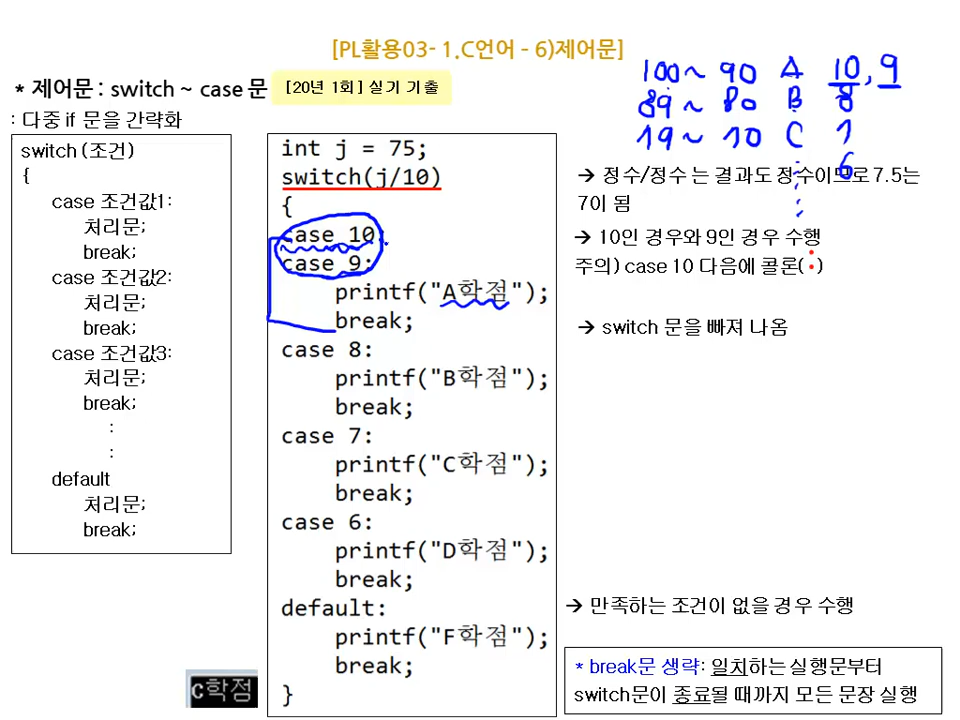 [PL활용03- 1.C언어 - 6)제어문]
* 제어문 : switch ~ case 문
[20년 1회] 실기 기출
100 ~ 90 A 10, 9
89 ~ 80 B 8
79 ~ 70 C 7
6
: 다중 if 문을 간략화
switch (조건)
{
case 조건값1:
처리문;
break;
case 조건값2:
처리문;
break;
case 조건값3:
처리문;
break;
:
:
default
처리문;
break;
int j = 75;
switch(j/10)
{
case 10:
case 9:
printf("A학점");
break;
case 8:
printf("B학점");
break;
case 7:
printf("C학점");
break;
case 6:
printf("D학점");
break;
default:
printf("F학점");
break;
}
C학점
→ 정수/정수 는 결과도 정수이므로 7.5는
7이 됨
→ 10인 경우와 9인 경우 수행
주의) case 10 다음에 콜론(:)
→ switch 문을 빠져 나옴
→ 만족하는 조건이 없을 경우 수행
* break문 생략: 일치하는 실행문부터
switch문이 종료될 때까지 모든 문장 실행